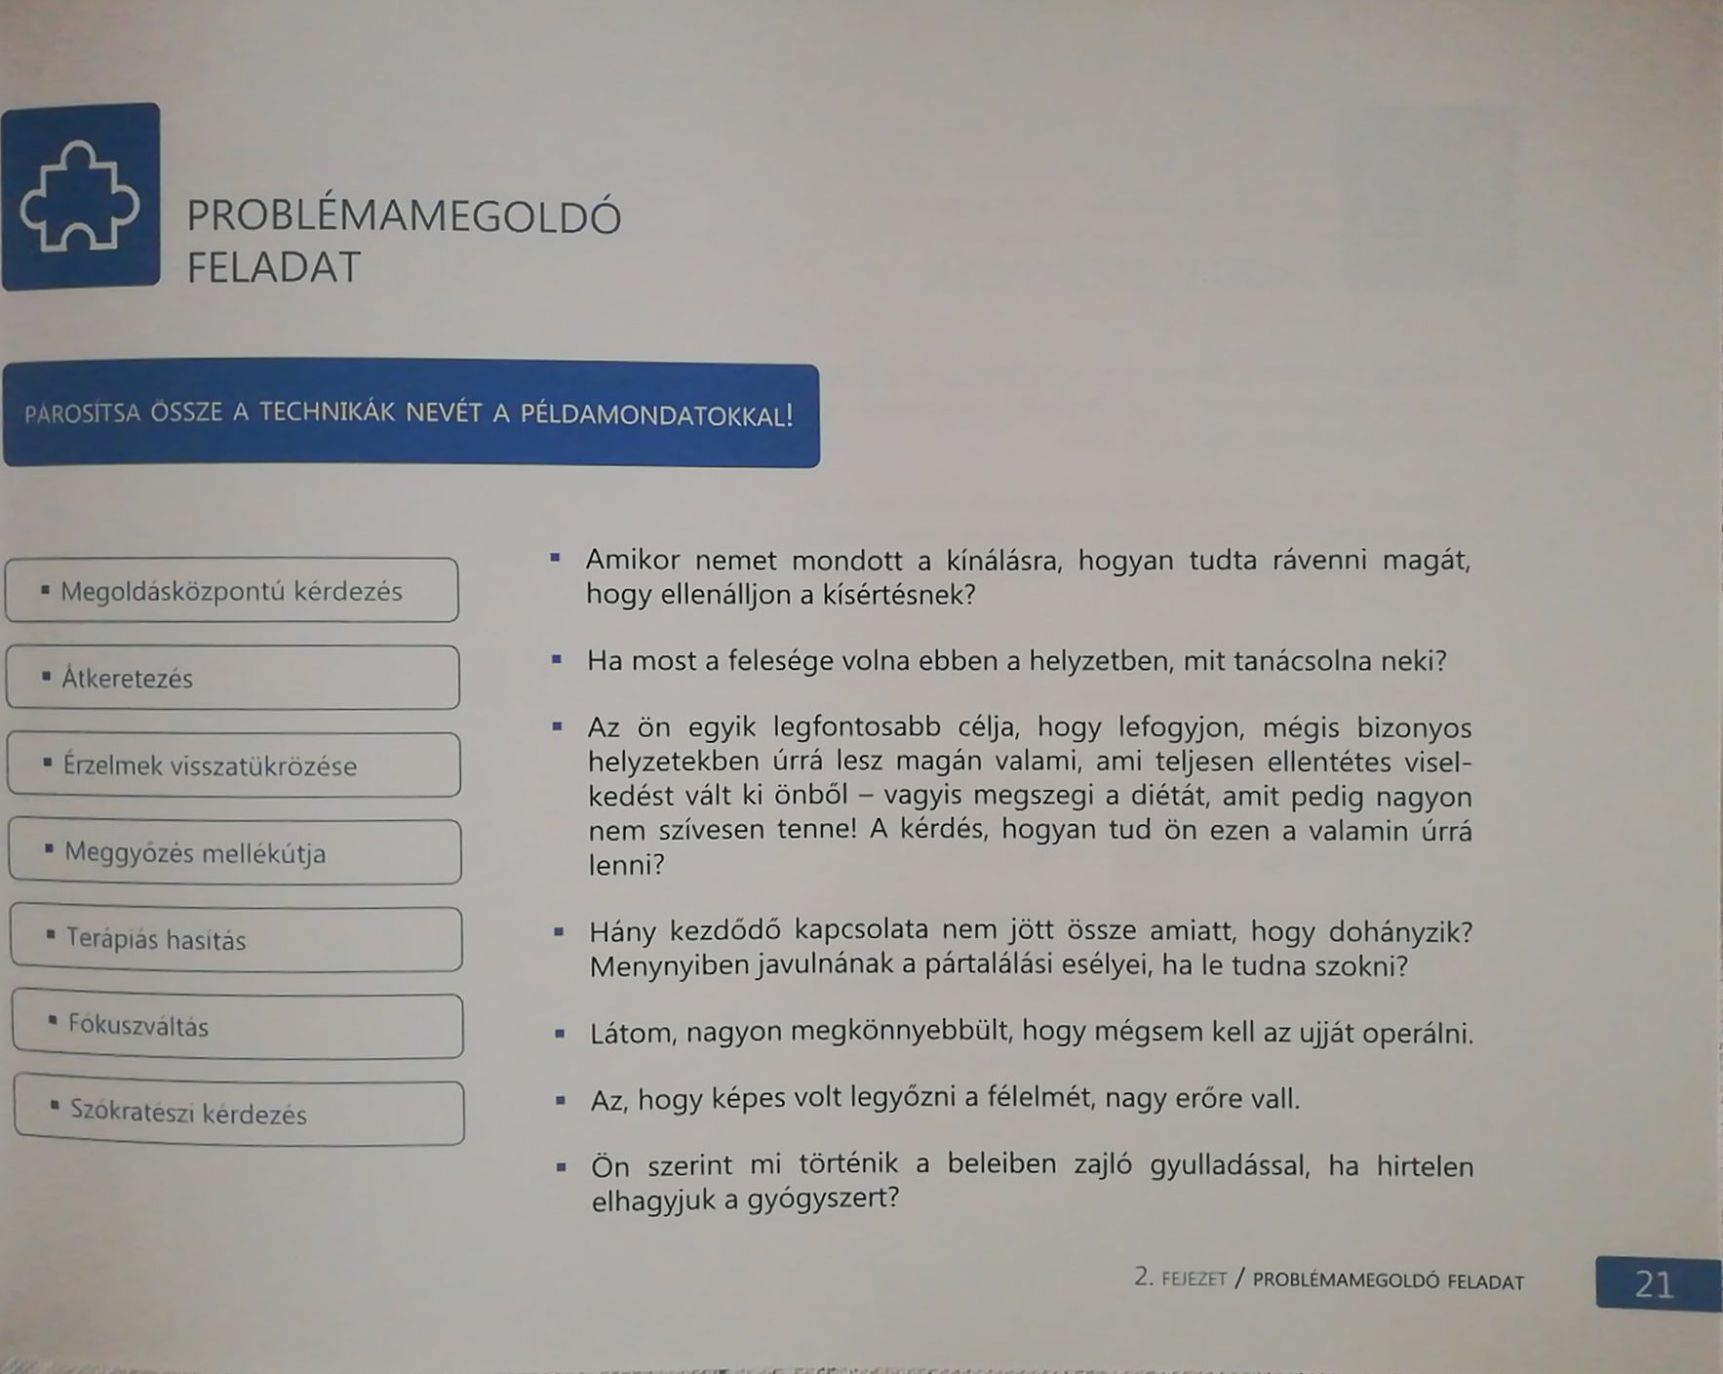 PROBLÉMAMEGOLDÓ
FELADAT
PÁROSÍTSA ÖSSZE A TECHNIKÁK NEVÉT A PÉLDAMONDATOKKAL!
▪ Megoldásközpontú kérdezés
▪ Átkeretezés
▪ Érzelmek visszatükrözése
▪ Meggyőzés mellékútja
▪ Terápiás hasítás
▪ Fókuszváltás
▪ Szókratészi kérdezés
▪ Amikor nemet mondott a kínálásra, hogyan tudta rávenni magát,
hogy ellenálljon a kísértésnek?
▪ Ha most a felesége volna ebben a helyzetben, mit tanácsolna neki?
▪ Az ön egyik legfontosabb célja, hogy lefogyjon, mégis bizonyos
helyzetekben úrrá lesz magán valami, ami teljesen ellentétes visel-
kedést vált ki önből – vagyis megszegi a diétát, amit pedig nagyon
nem szívesen tenne! A kérdés, hogyan tud ön ezen a valamin úrrá
lenni?
▪ Hány kezdődő kapcsolata nem jött össze amiatt, hogy dohányzik?
Menynyiben javulnának a pártalálási esélyei, ha le tudna szokni?
▪ Látom, nagyon megkönnyebbült, hogy mégsem kell az ujját operálni.
▪ Az, hogy képes volt legyőzni a félelmét, nagy erőre vall.
▪ Ön szerint mi történik a beleiben zajló gyulladással, ha hirtelen
elhagyjuk a gyógyszert?
2. FEJEZET / PROBLÉMAMEGOLDÓ FELADAT
21